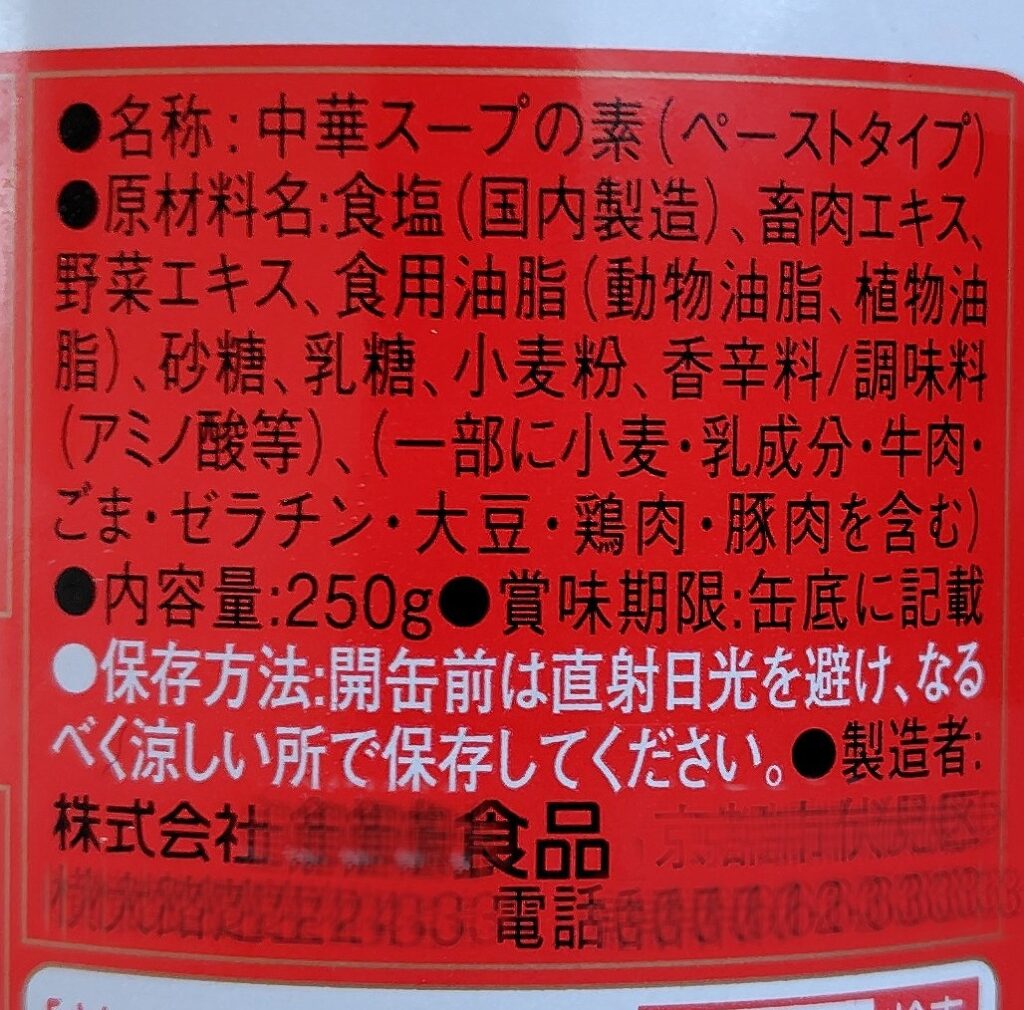 ●名称:中華スープの素(ペーストタイプ)
●原材料名:食塩(国内製造)、畜肉エキス、
野菜エキス、食用油脂(動物油脂、植物油
脂)、砂糖、乳糖、小麦粉、香辛料/調味料
(アミノ酸等)、(一部に小麦・乳成分・牛肉・
ごま・ゼラチン・大豆・鶏肉・豚肉を含む)
●内容量:250g●賞味期限:缶底に記載
●保存方法:開缶前は直射日光を避け、なる
べく涼しい所で保存してください。●製造者:
株式会社 食品
電話